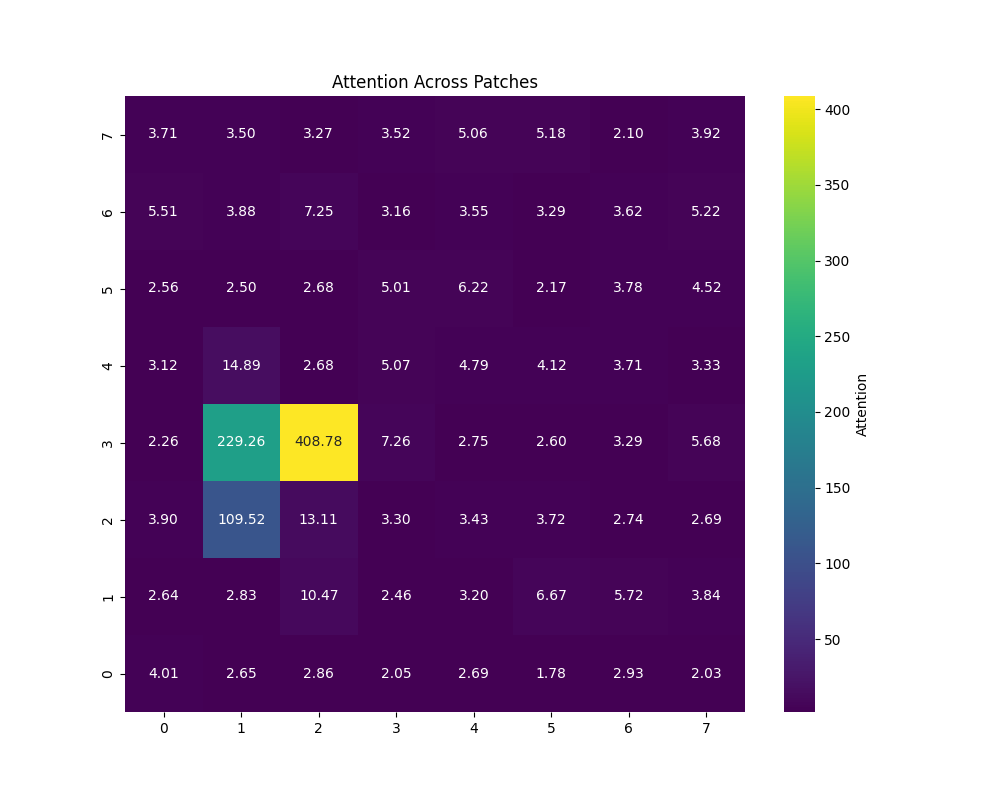 Attention Across Patches
7 3.71 3.50 3.27 3.52 5.06 5.18 2.10 3.92
6 5.51 3.88 7.25 3.16 3.55 3.29 3.62 5.22
5 2.56 2.50 2.68 5.01 6.22 2.17 3.78 4.52
4 3.12 14.89 2.68 5.07 4.79 4.12 3.71 3.33
3 2.26 229.26 408.78 7.26 2.75 2.60 3.29 5.68
2 3.90 109.52 13.11 3.30 3.43 3.72 2.74 2.69
1 2.64 2.83 10.47 2.46 3.20 6.67 5.72 3.84
0 4.01 2.65 2.86 2.05 2.69 1.78 2.93 2.03
0 1 2 3 4 5 6 7
400
350
300
250
200
150
100
50
Attention